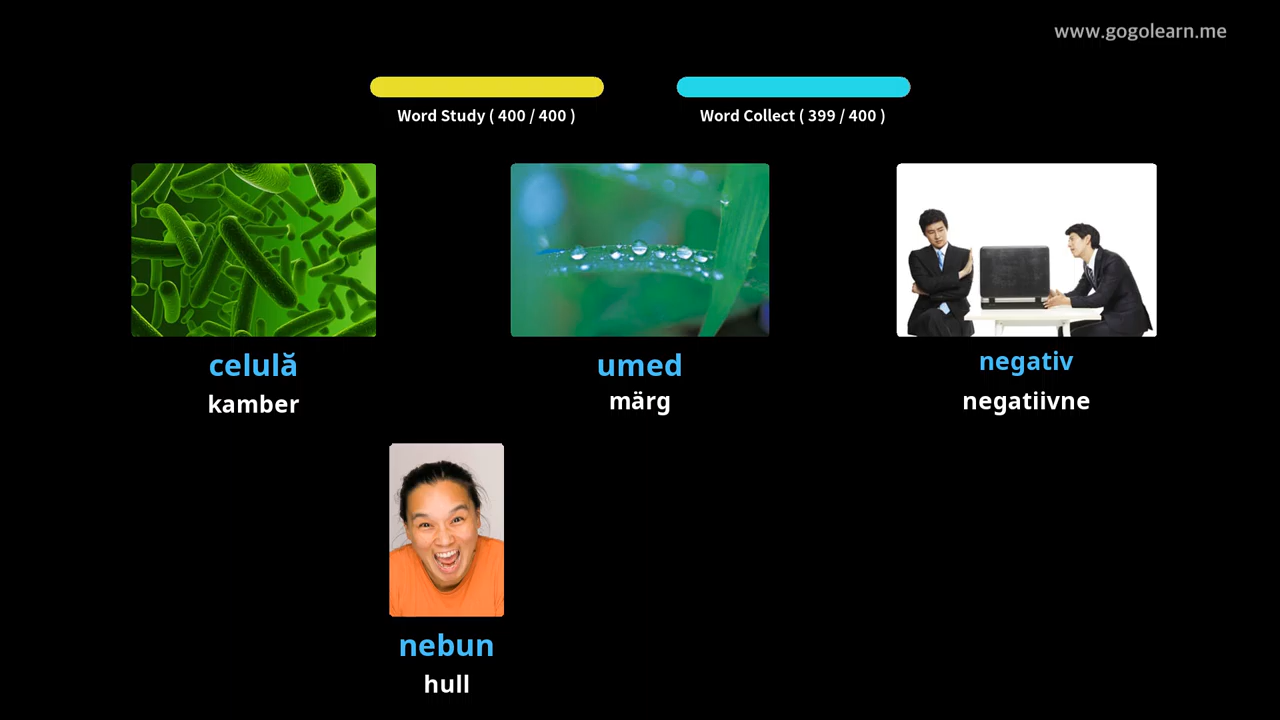 www.gogolearn.me
Word Study ( 400 / 400 )
Word Collect ( 399 / 400 )
celulă
kamber
umed
märg
negativ
negatiivne
nebun
hull